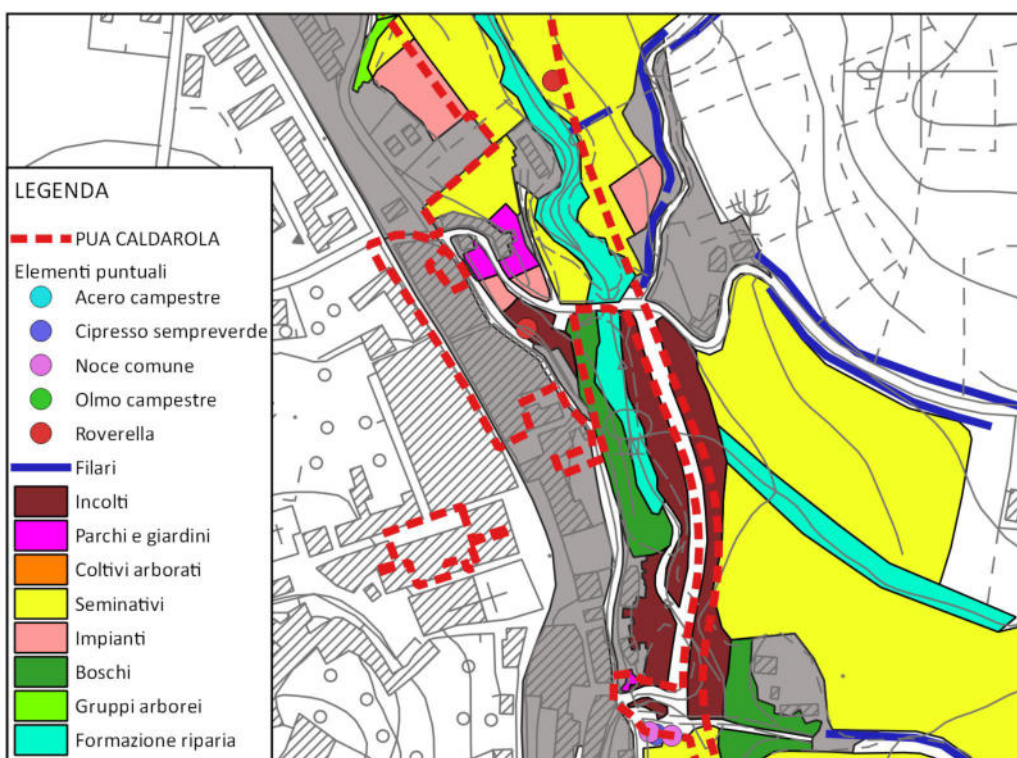 LEGENDA
PUA CALDAROLA
Elementi puntuali
Acero campestre
Cipresso sempreverde
Noce comune
Olmo campestre
Roverella
Filari
Incolti
Parchi e giardini
Coltivi arborati
Seminativi
Impianti
Boschi
Gruppi arborei
Formazione riparia